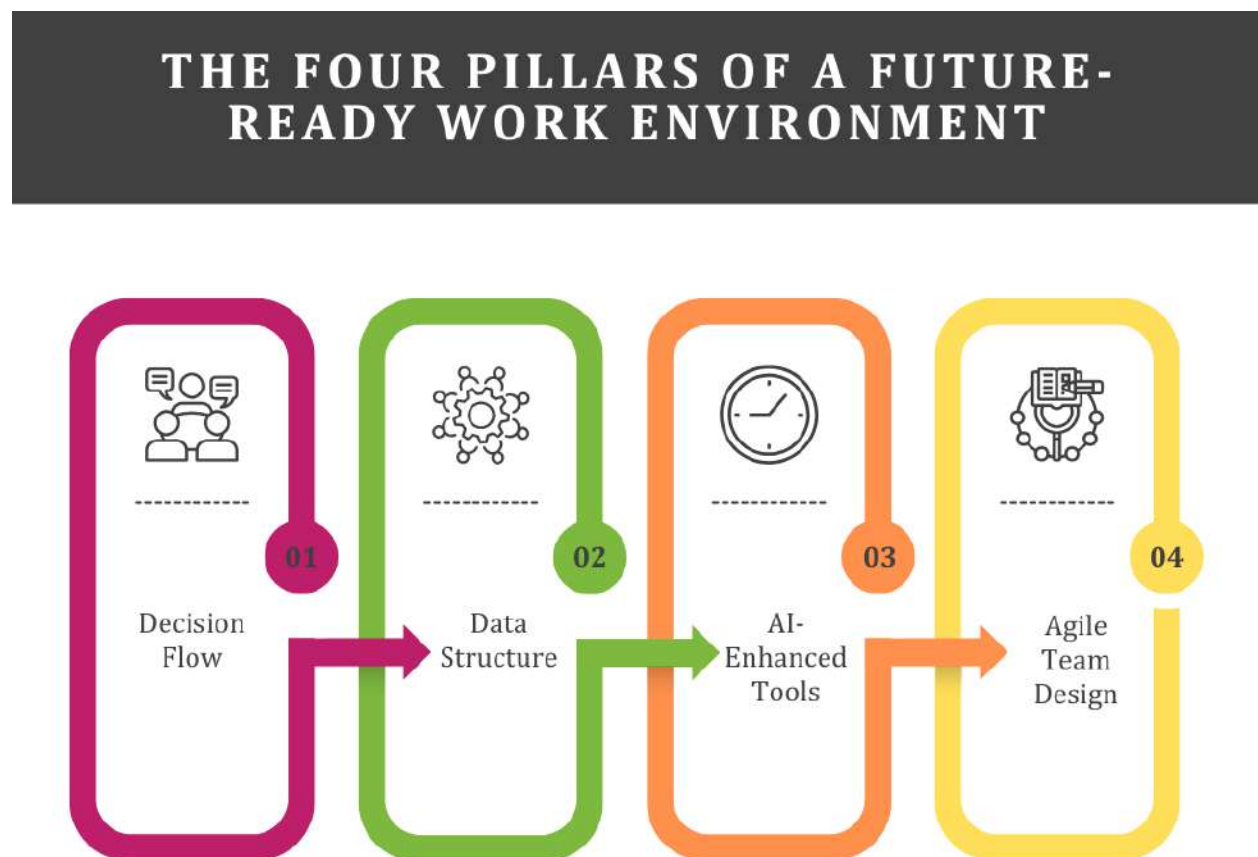 THE FOUR PILLARS OF A FUTURE-
READY WORK ENVIRONMENT
01
Decision
Flow
02
Data
Structure
03
AI-
Enhanced
Tools
04
Agile
Team
Design